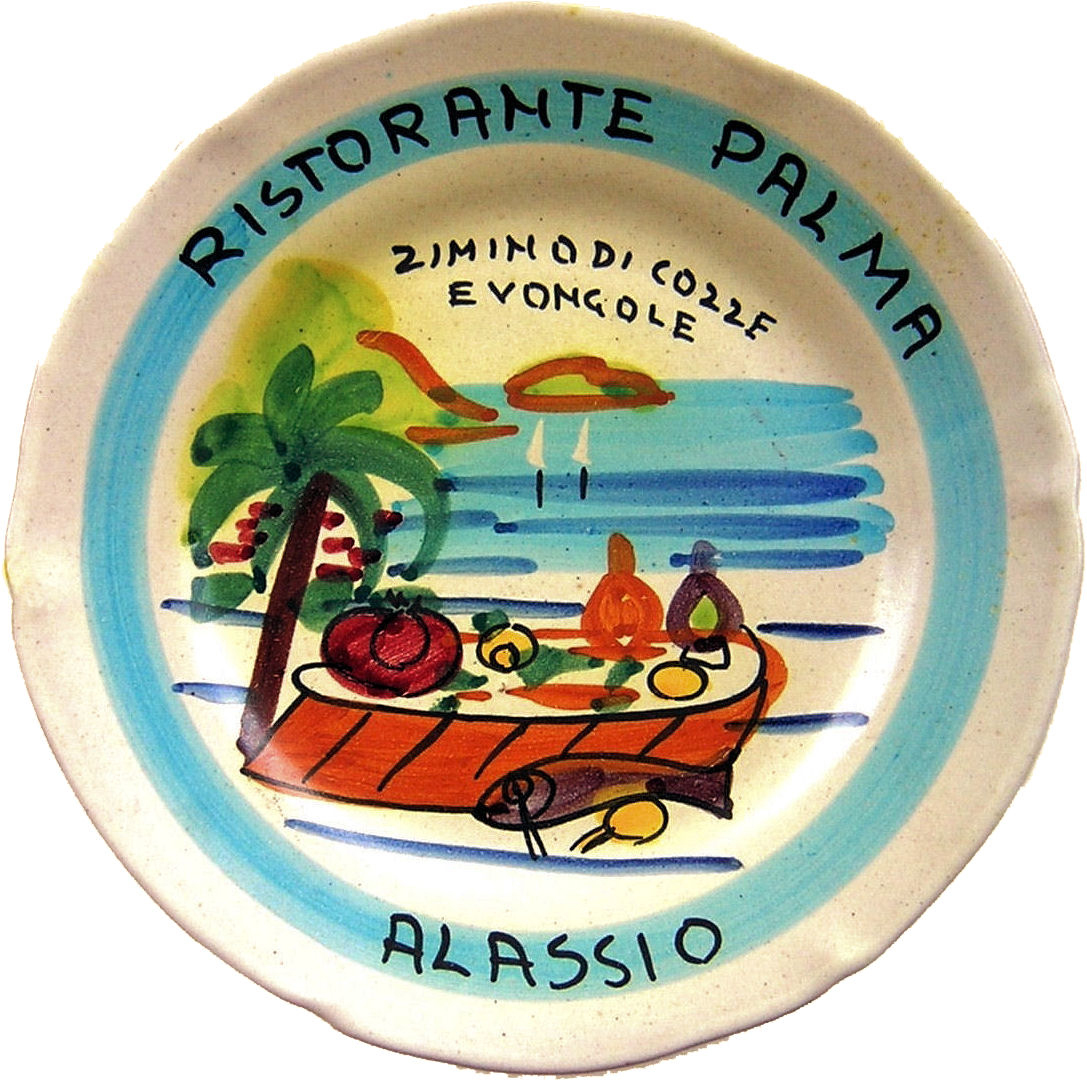 RISTORANTE PALMA
ZIMINO DI COZZE
E VONGOLE
ALASSIO